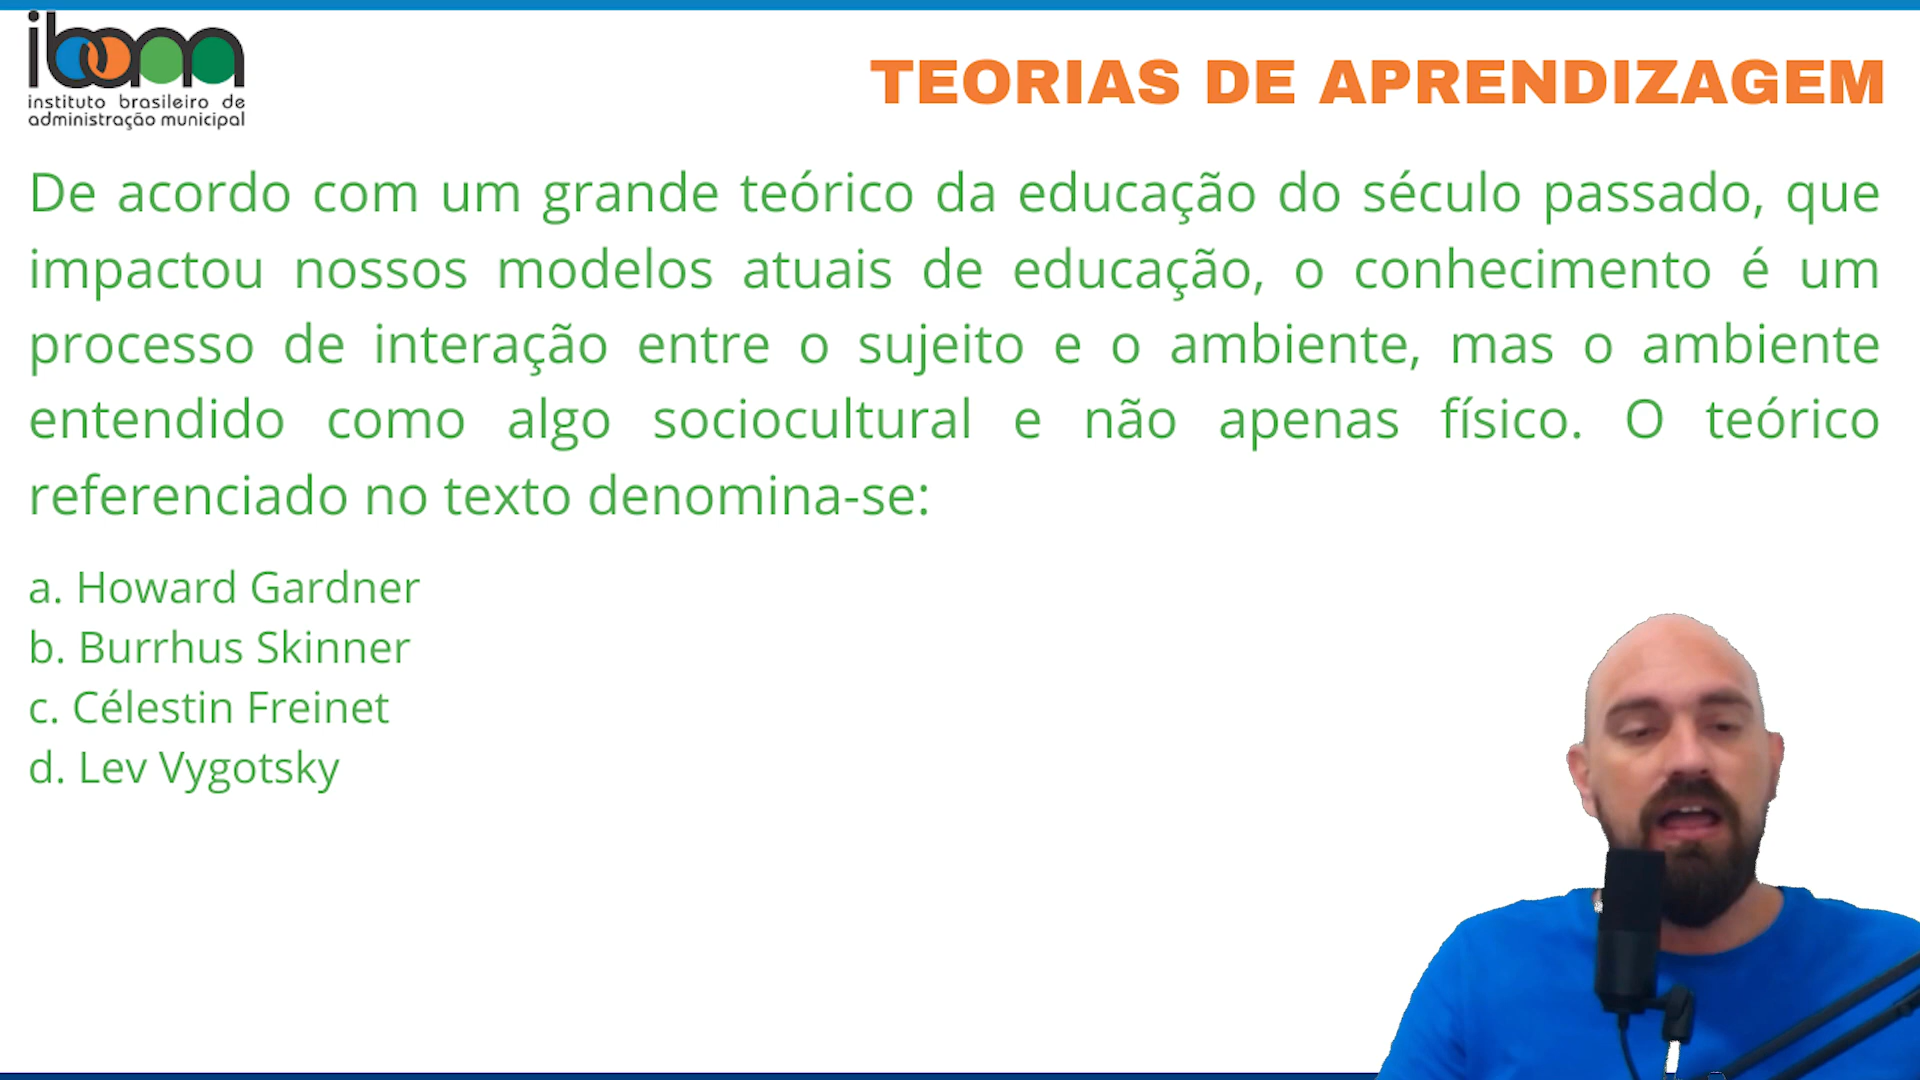 ibam
instituto brasileiro de
administração municipal
TEORIAS DE APRENDIZAGEM
De acordo com um grande teórico da educação do século passado, que
impactou nossos modelos atuais de educação, o conhecimento é um
processo de interação entre o sujeito e o ambiente, mas o ambiente
entendido como algo sociocultural e não apenas físico. O teórico
referenciado no texto denomina-se:
a. Howard Gardner
b. Burrhus Skinner
c. Célestin Freinet
d. Lev Vygotsky